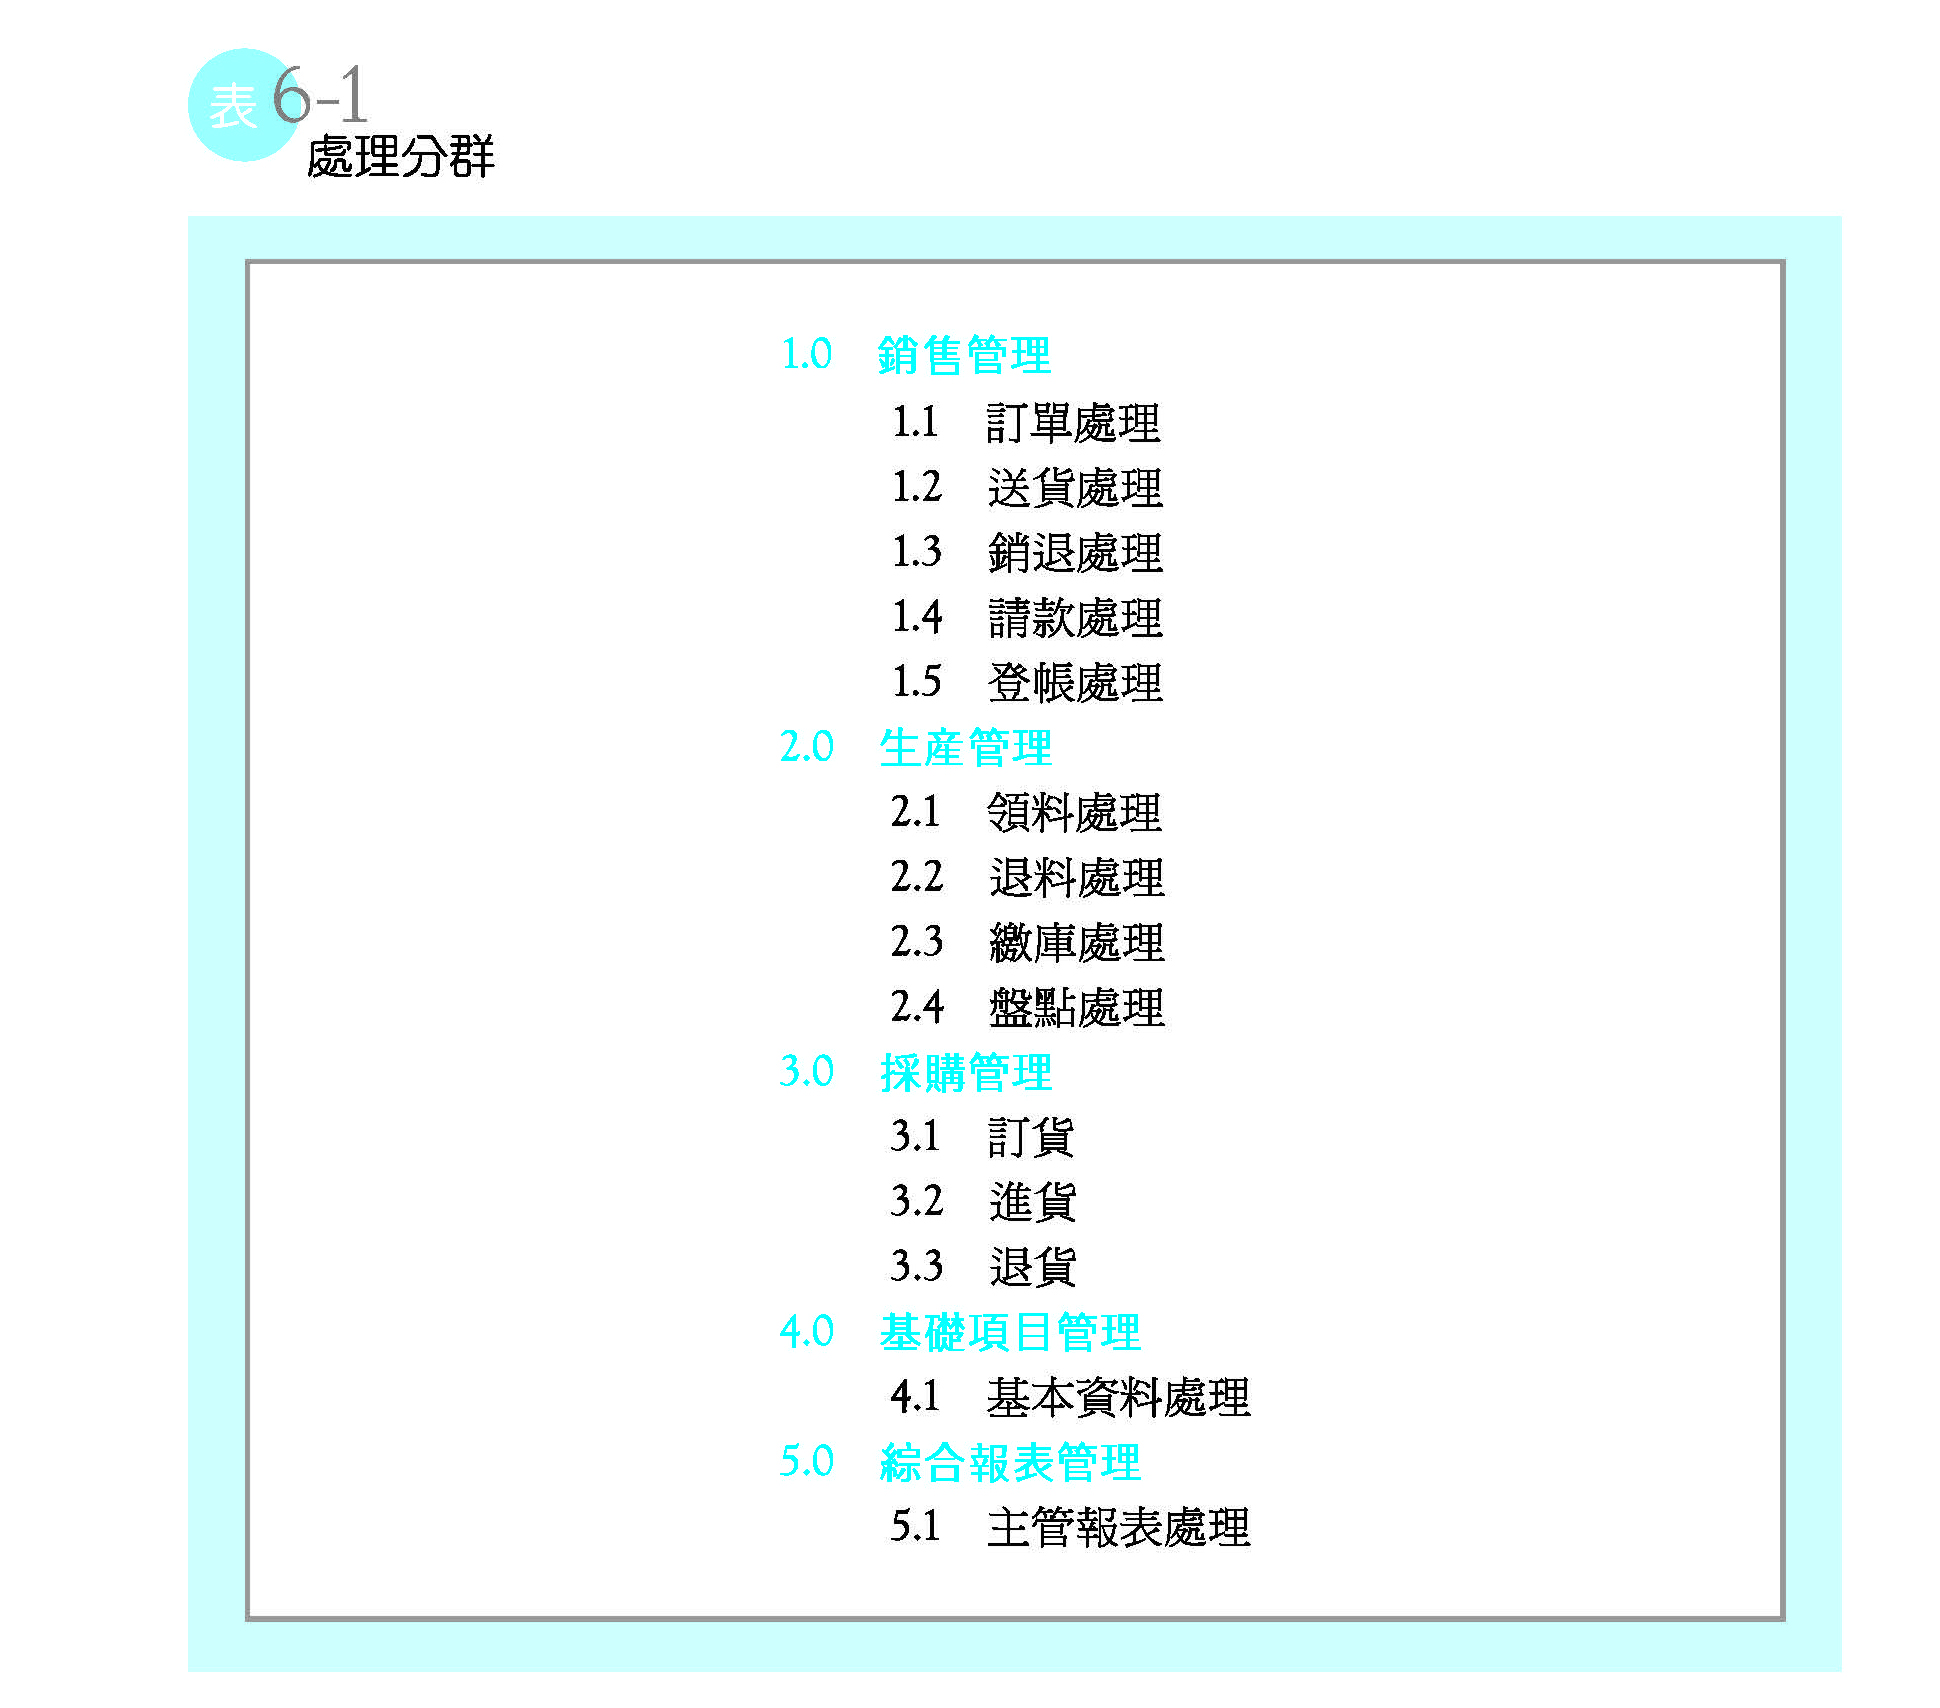 表 6-1
處理分群
1.0 銷售管理
1.1 訂單處理
1.2 送貨處理
1.3 銷退處理
1.4 請款處理
1.5 登帳處理
2.0 生產管理
2.1 領料處理
2.2 退料處理
2.3 繳庫處理
2.4 盤點處理
3.0 採購管理
3.1 訂貨
3.2 進貨
3.3 退貨
4.0 基礎項目管理
4.1 基本資料處理
5.0 綜合報表管理
5.1 主管報表處理